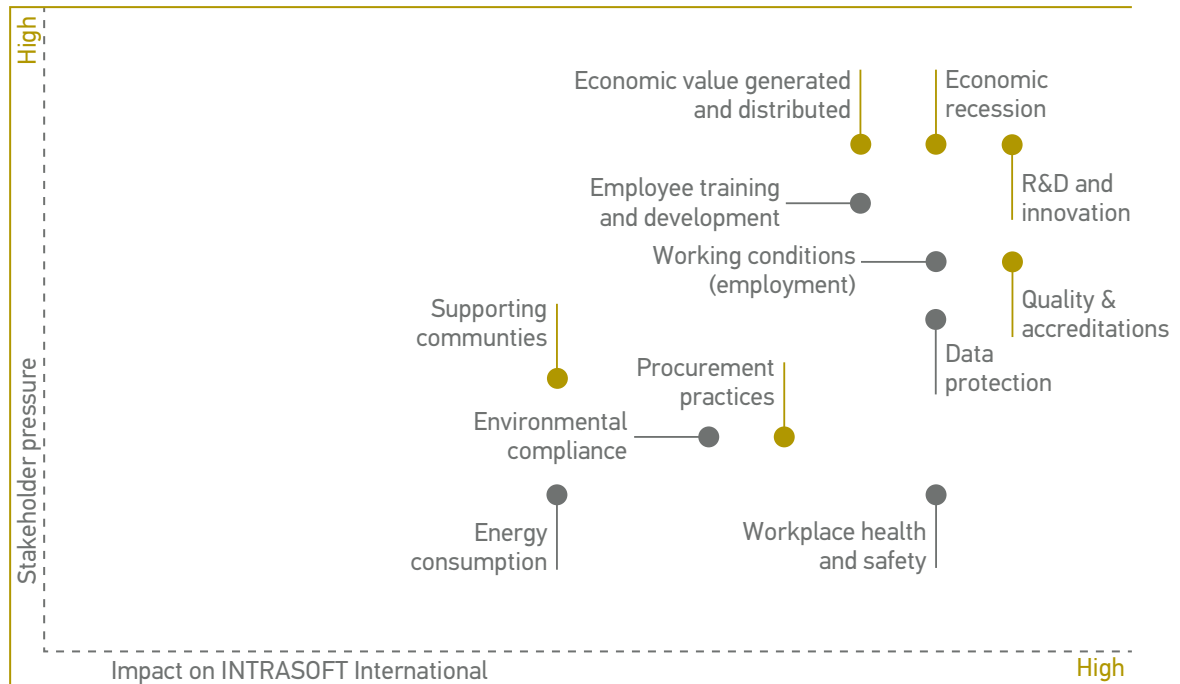 High
Economic value generated
and distributed
Economic
recession
Employee training
and development
R&D and
innovation
Working conditions
(employment)
Quality &
accreditations
Supporting
communties
Data
protection
Procurement
practices
Environmental
compliance
Energy
consumption
Workplace health
and safety
Stakeholder pressure
Impact on INTRASOFT International
High